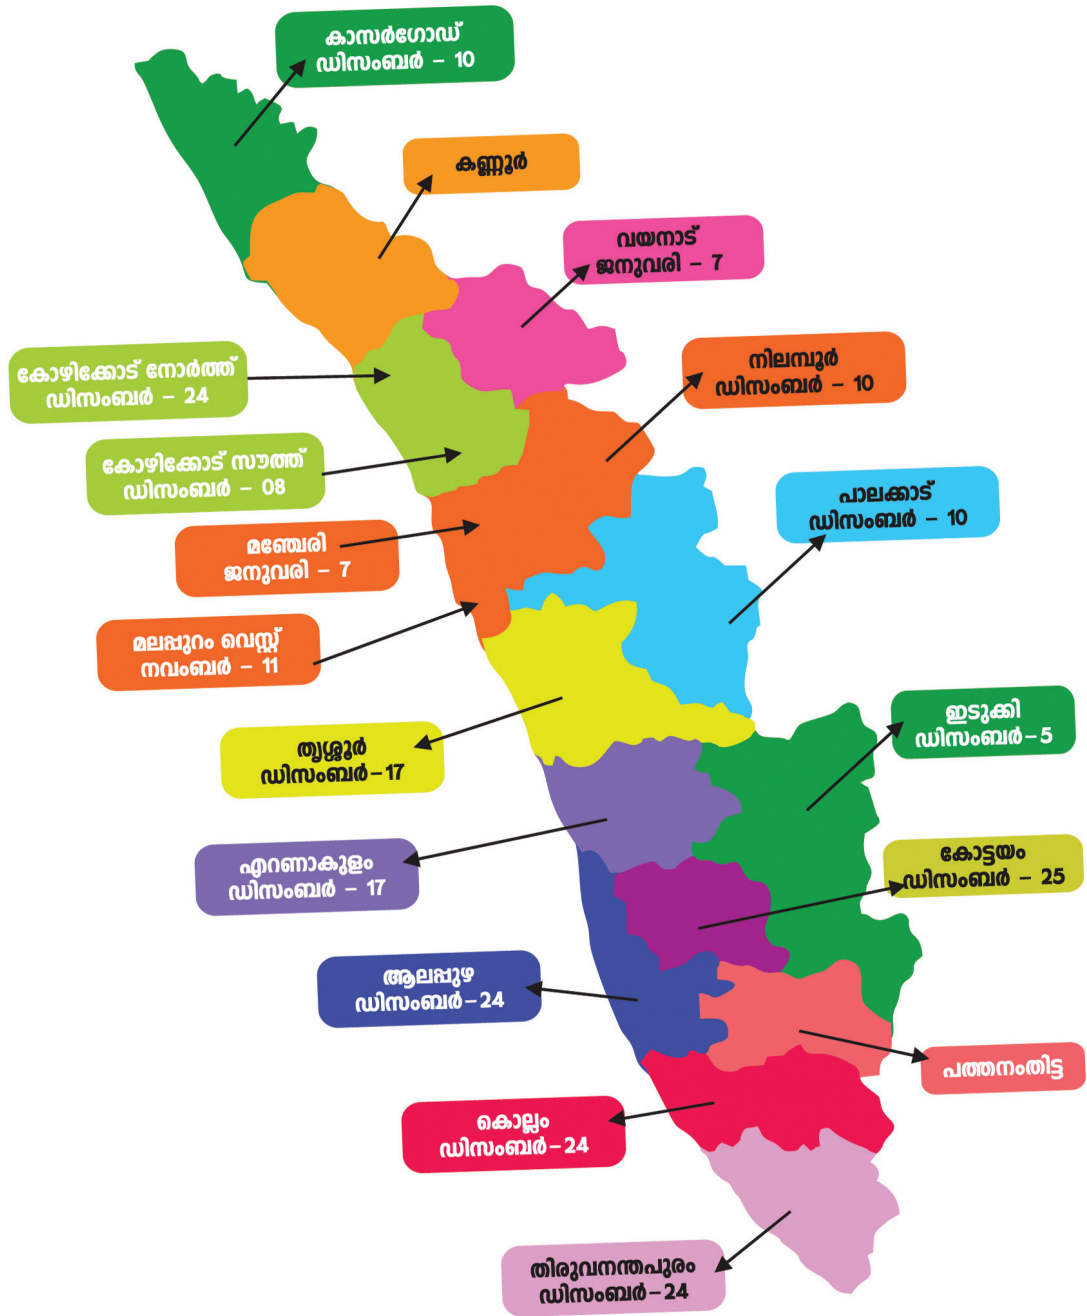 കാസർഗോഡ്
ഡിസംബർ – 10
കണ്ണൂർ
വയനാട്
ജനുവരി – 7
കോഴിക്കോട് നോർത്ത്
ഡിസംബർ – 24
നിലമ്പൂർ
ഡിസംബർ – 10
കോഴിക്കോട് സൗത്ത്
ഡിസംബർ – 08
പാലക്കാട്
ഡിസംബർ – 10
മഞ്ചേരി
ജനുവരി – 7
മലപ്പുറം വെസ്റ്റ്
നവംബർ – 11
ഇടുക്കി
ഡിസംബർ – 5
തൃശ്ശൂർ
ഡിസംബർ – 17
എറണാകുളം
ഡിസംബർ – 17
കോട്ടയം
ഡിസംബർ – 25
ആലപ്പുഴ
ഡിസംബർ – 24
പത്തനംതിട്ട
കൊല്ലം
ഡിസംബർ – 24
തിരുവനന്തപുരം
ഡിസംബർ – 24